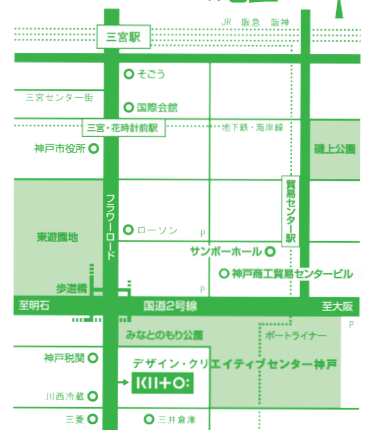 JR 阪急 阪神
三宮駅
そごう
三宮センター街
国際会館
三宮・花時計前駅
地下鉄・海岸線
神戸市役所
磯上公園
貿易センター駅
フラワーロード
東遊園地
ローソン
P
サンボーホール
神戸商工貿易センタービル
歩道橋
P
至明石
国道2号線
至大阪
P
みなとのもり公園
ポートライナー
神戸税関
デザイン・クリエイティブセンター神戸
KIITO:
川西冷蔵
三菱
三井倉庫